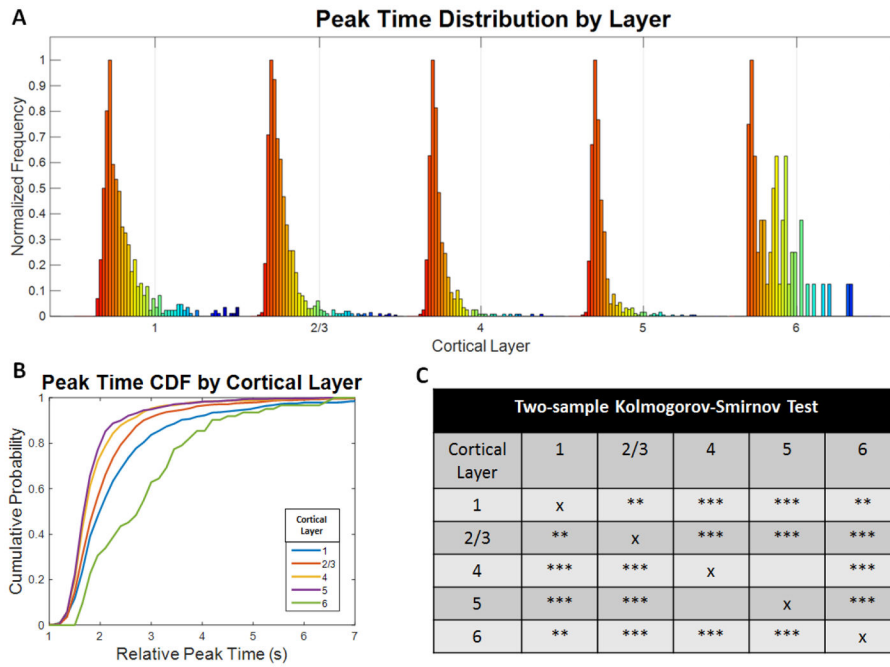 A
Peak Time Distribution by Layer
Normalized Frequency
1
0.9
0.8
0.7
0.6
0.5
0.4
0.3
0.2
0.1
0
1 2/3 4 5 6
Cortical Layer
B
Peak Time CDF by Cortical Layer
Cumulative Probability
1
0.8
0.6
0.4
0.2
0
1 2 3 4 5 6 7
Relative Peak Time (s)
Cortical
Layer
1
2/3
4
5
6
C
Two-sample Kolmogorov-Smirnov Test
Cortical Layer 1 2/3 4 5 6
1 x ** *** *** **
2/3 ** x *** *** ***
4 *** *** x ***
5 *** *** x ***
6 ** *** *** *** x